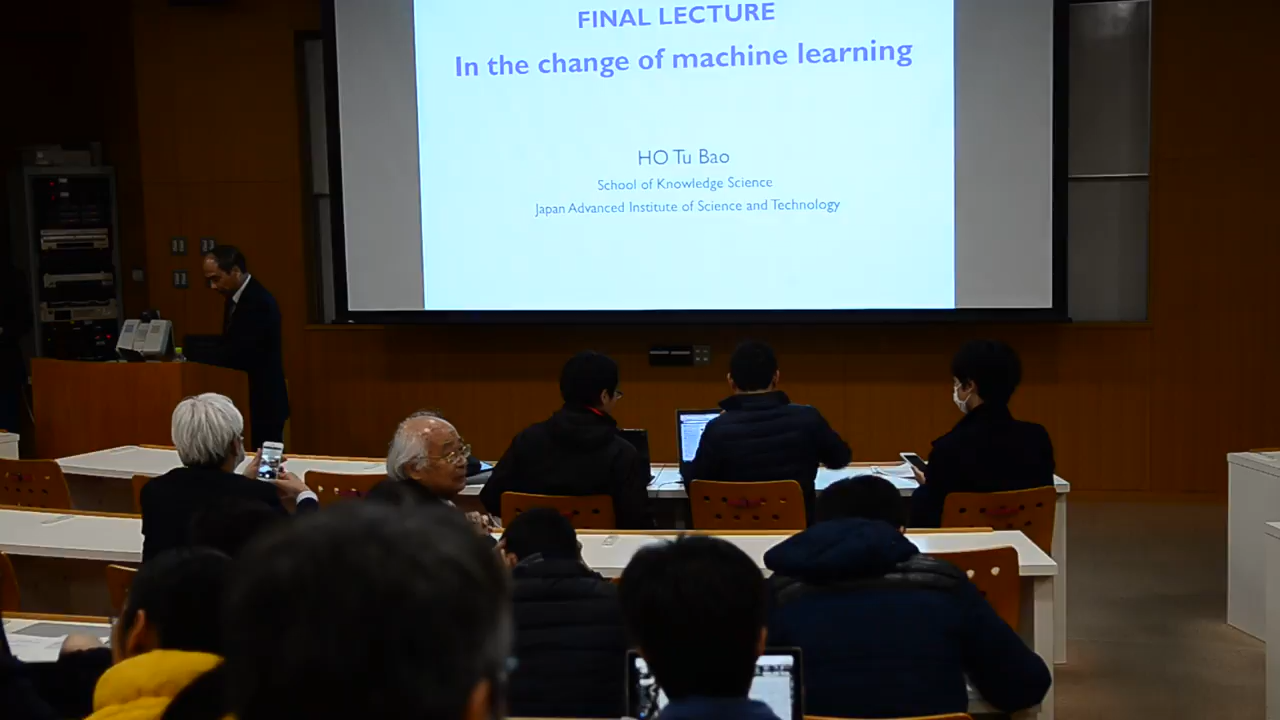 FINAL LECTURE
In the change of machine learning
HO Tu Bao
School of Knowledge Science
Japan Advanced Institute of Science and Technology